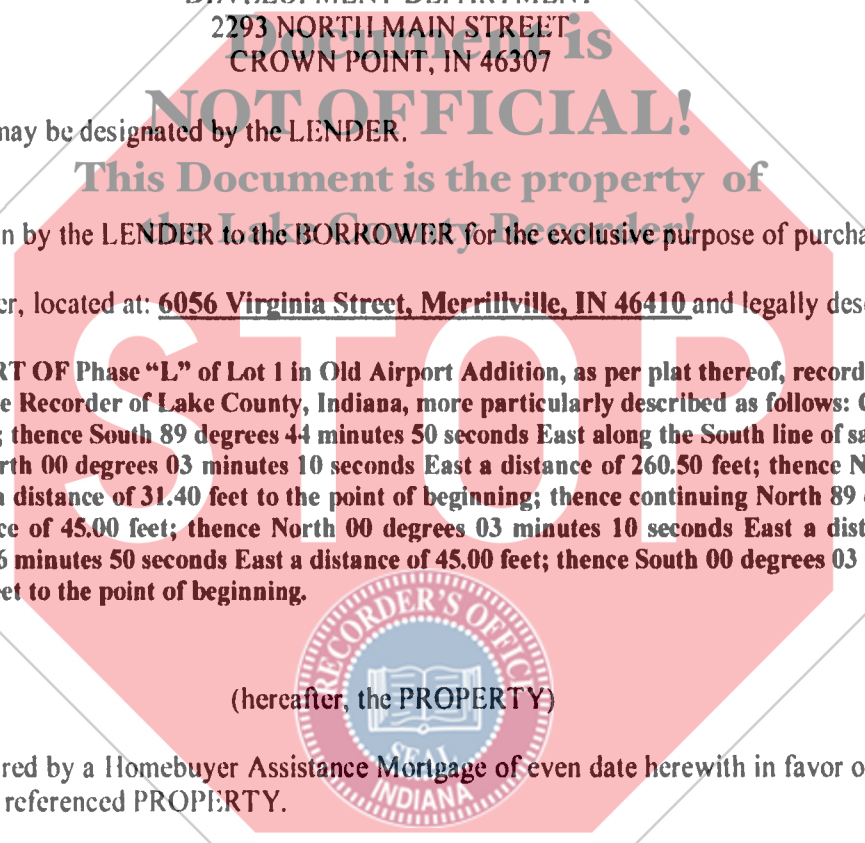 DEVELOPMENT DEPARTMENT
2293 NORTH MAIN STREET
CROWN POINT, IN 46307
Document is
NOT OFFICIAL!
may be designated by the LENDER.
This Document is the property of
the Lake County Recorder!
n by the LENDER to the BORROWER for the exclusive purpose of purcha
er, located at: 6056 Virginia Street, Merrillville, IN 46410 and legally des
STOP
RT OF Phase “L” of Lot 1 in Old Airport Addition, as per plat thereof, record
e Recorder of Lake County, Indiana, more particularly described as follows:
; thence South 89 degrees 44 minutes 50 seconds East along the South line of sa
rth 00 degrees 03 minutes 10 seconds East a distance of 260.50 feet; thence N
a distance of 31.40 feet to the point of beginning; thence continuing North 89
ce of 45.00 feet; thence North 00 degrees 03 minutes 10 seconds East a dist
6 minutes 50 seconds East a distance of 45.00 feet; thence South 00 degrees 03
et to the point of beginning.
RECORDER'S OFFICE
(hereafter, the PROPERTY)
SEAL
INDIANA
red by a Homebuyer Assistance Mortgage of even date herewith in favor o
referenced PROPERTY.